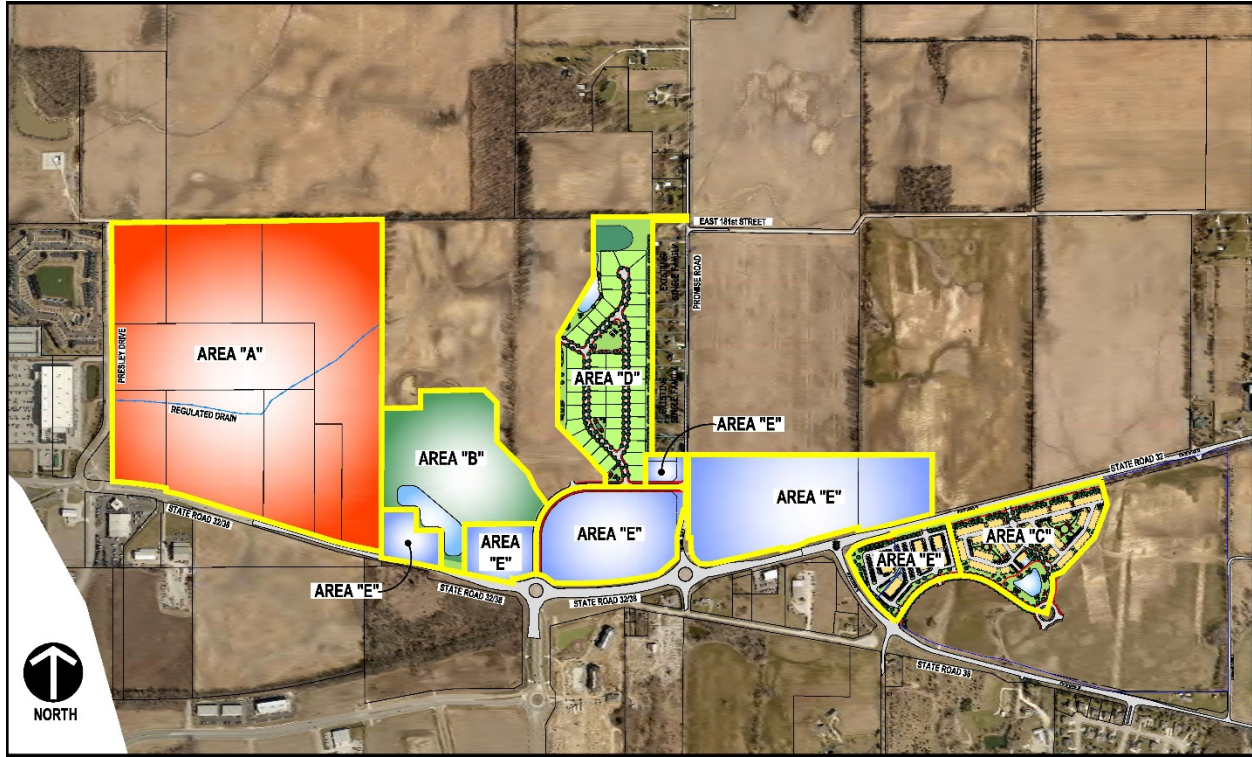 EAST 181st STREET
EXISTING
SINGLE FAMILY
PROMISE ROAD
PRESLEY DRIVE
AREA "A"
AREA "D"
REGULATED DRAIN
EXISTING
SINGLE FAMILY
AREA "E"
AREA "B"
STATE ROAD 32
AREA "E"
AREA "E"
STATE ROAD 32/38
AREA "C"
AREA
"E"
AREA "E"
AREA "E"
STATE ROAD 32/38
STATE ROAD 32/38
STATE ROAD 38
NORTH